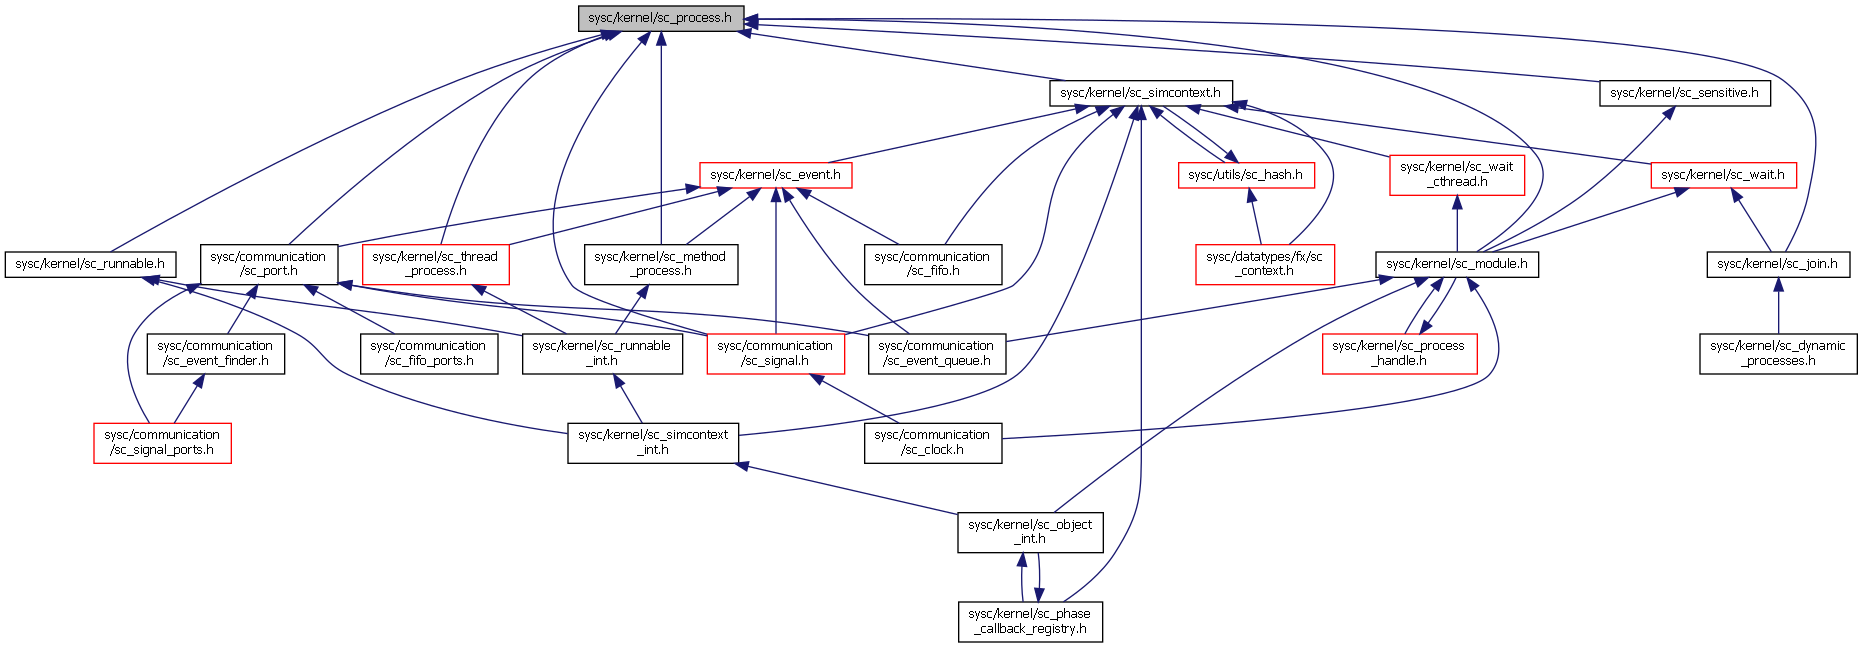 sysc/kernel/sc_process.h
sysc/kernel/sc_simcontext.h
sysc/kernel/sc_sensitive.h
sysc/kernel/sc_event.h
sysc/utils/sc_hash.h
sysc/kernel/sc_wait
_cthread.h
sysc/kernel/sc_wait.h
sysc/kernel/sc_runnable.h
sysc/communication
/sc_port.h
sysc/kernel/sc_thread
_process.h
sysc/kernel/sc_method
_process.h
sysc/communication
/sc_fifo.h
sysc/datatypes/fx/sc
_context.h
sysc/kernel/sc_module.h
sysc/kernel/sc_join.h
sysc/communication
/sc_event_finder.h
sysc/communication
/sc_fifo_ports.h
sysc/kernel/sc_runnable
_int.h
sysc/communication
/sc_signal.h
sysc/communication
/sc_event_queue.h
sysc/kernel/sc_process
_handle.h
sysc/kernel/sc_dynamic
_processes.h
sysc/communication
/sc_signal_ports.h
sysc/kernel/sc_simcontext
_int.h
sysc/communication
/sc_clock.h
sysc/kernel/sc_object
_int.h
sysc/kernel/sc_phase
_callback_registry.h